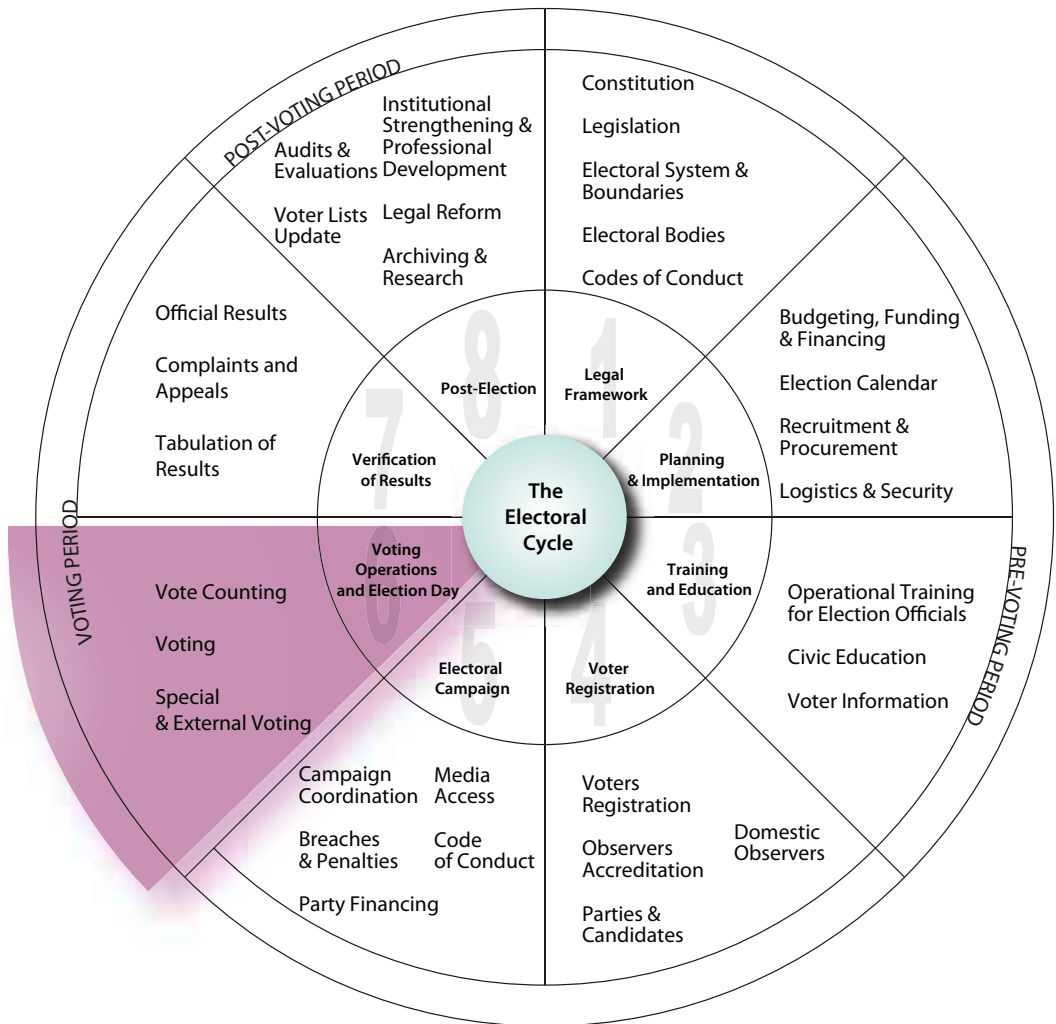 POST-VOTING PERIOD
Institutional
Strengthening &
Professional
Development
Audits &
Evaluations
Voter Lists
Update
Legal Reform
Archiving &
Research
Constitution
Legislation
Electoral System &
Boundaries
Electoral Bodies
Codes of Conduct
Official Results
Complaints and
Appeals
Tabulation of
Results
Budgeting, Funding
& Financing
Election Calendar
Recruitment &
Procurement
Logistics & Security
8
Post-Election
1
Legal
Framework
7
Verification
of Results
2
Planning
& Implementation
The
Electoral
Cycle
6
Voting
Operations
and Election Day
3
Training
and Education
5
Electoral
Campaign
4
Voter
Registration
VOTING PERIOD
Vote Counting
Voting
Special
& External Voting
PRE-VOTING PERIOD
Operational Training
for Election Officials
Civic Education
Voter Information
Campaign
Coordination
Media
Access
Breaches
& Penalties
Code
of Conduct
Party Financing
Voters
Registration
Observers
Accreditation
Domestic
Observers
Parties &
Candidates